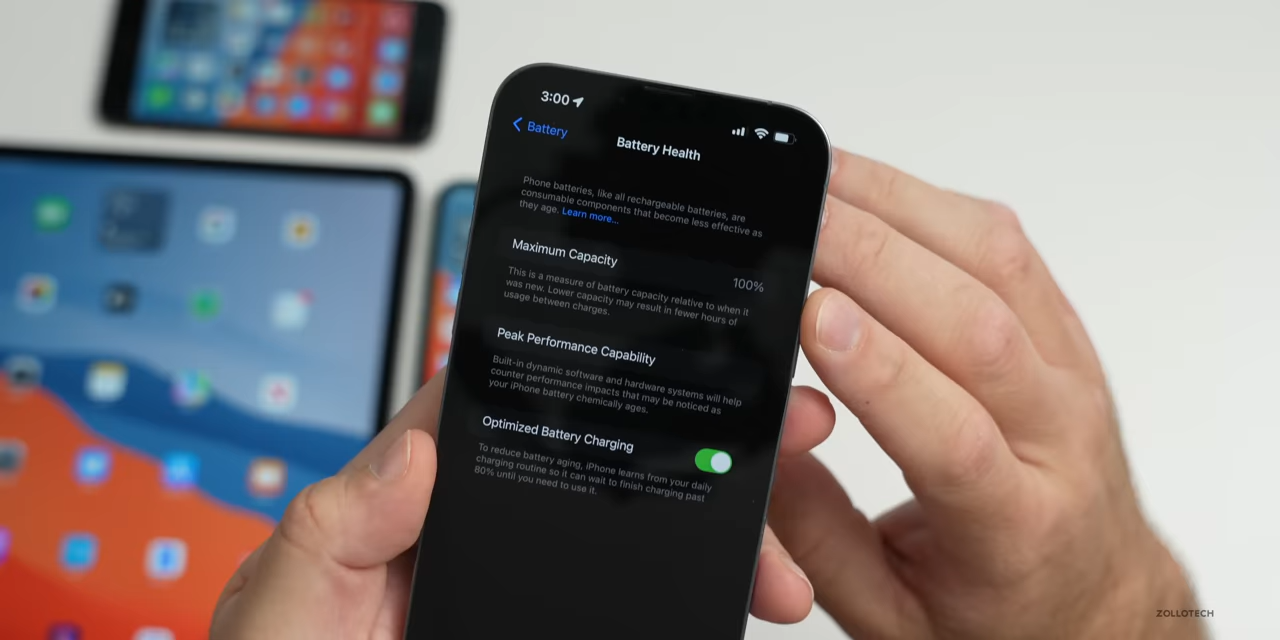 3:00
Battery
Battery Health
Phone batteries, like all rechargeable batteries, are
consumable components that become less effective as
they age. Learn more...
Maximum Capacity
100%
This is a measure of battery capacity relative to when it
was new. Lower capacity may result in fewer hours of
usage between charges.
Peak Performance Capability
Built-in dynamic software and hardware systems will help
counter performance impacts that may be noticed as
your iPhone battery chemically ages.
Optimized Battery Charging
To reduce battery aging, iPhone learns from your daily
charging routine so it can wait to finish charging past
80% until you need to use it.
ZOLLOTECH